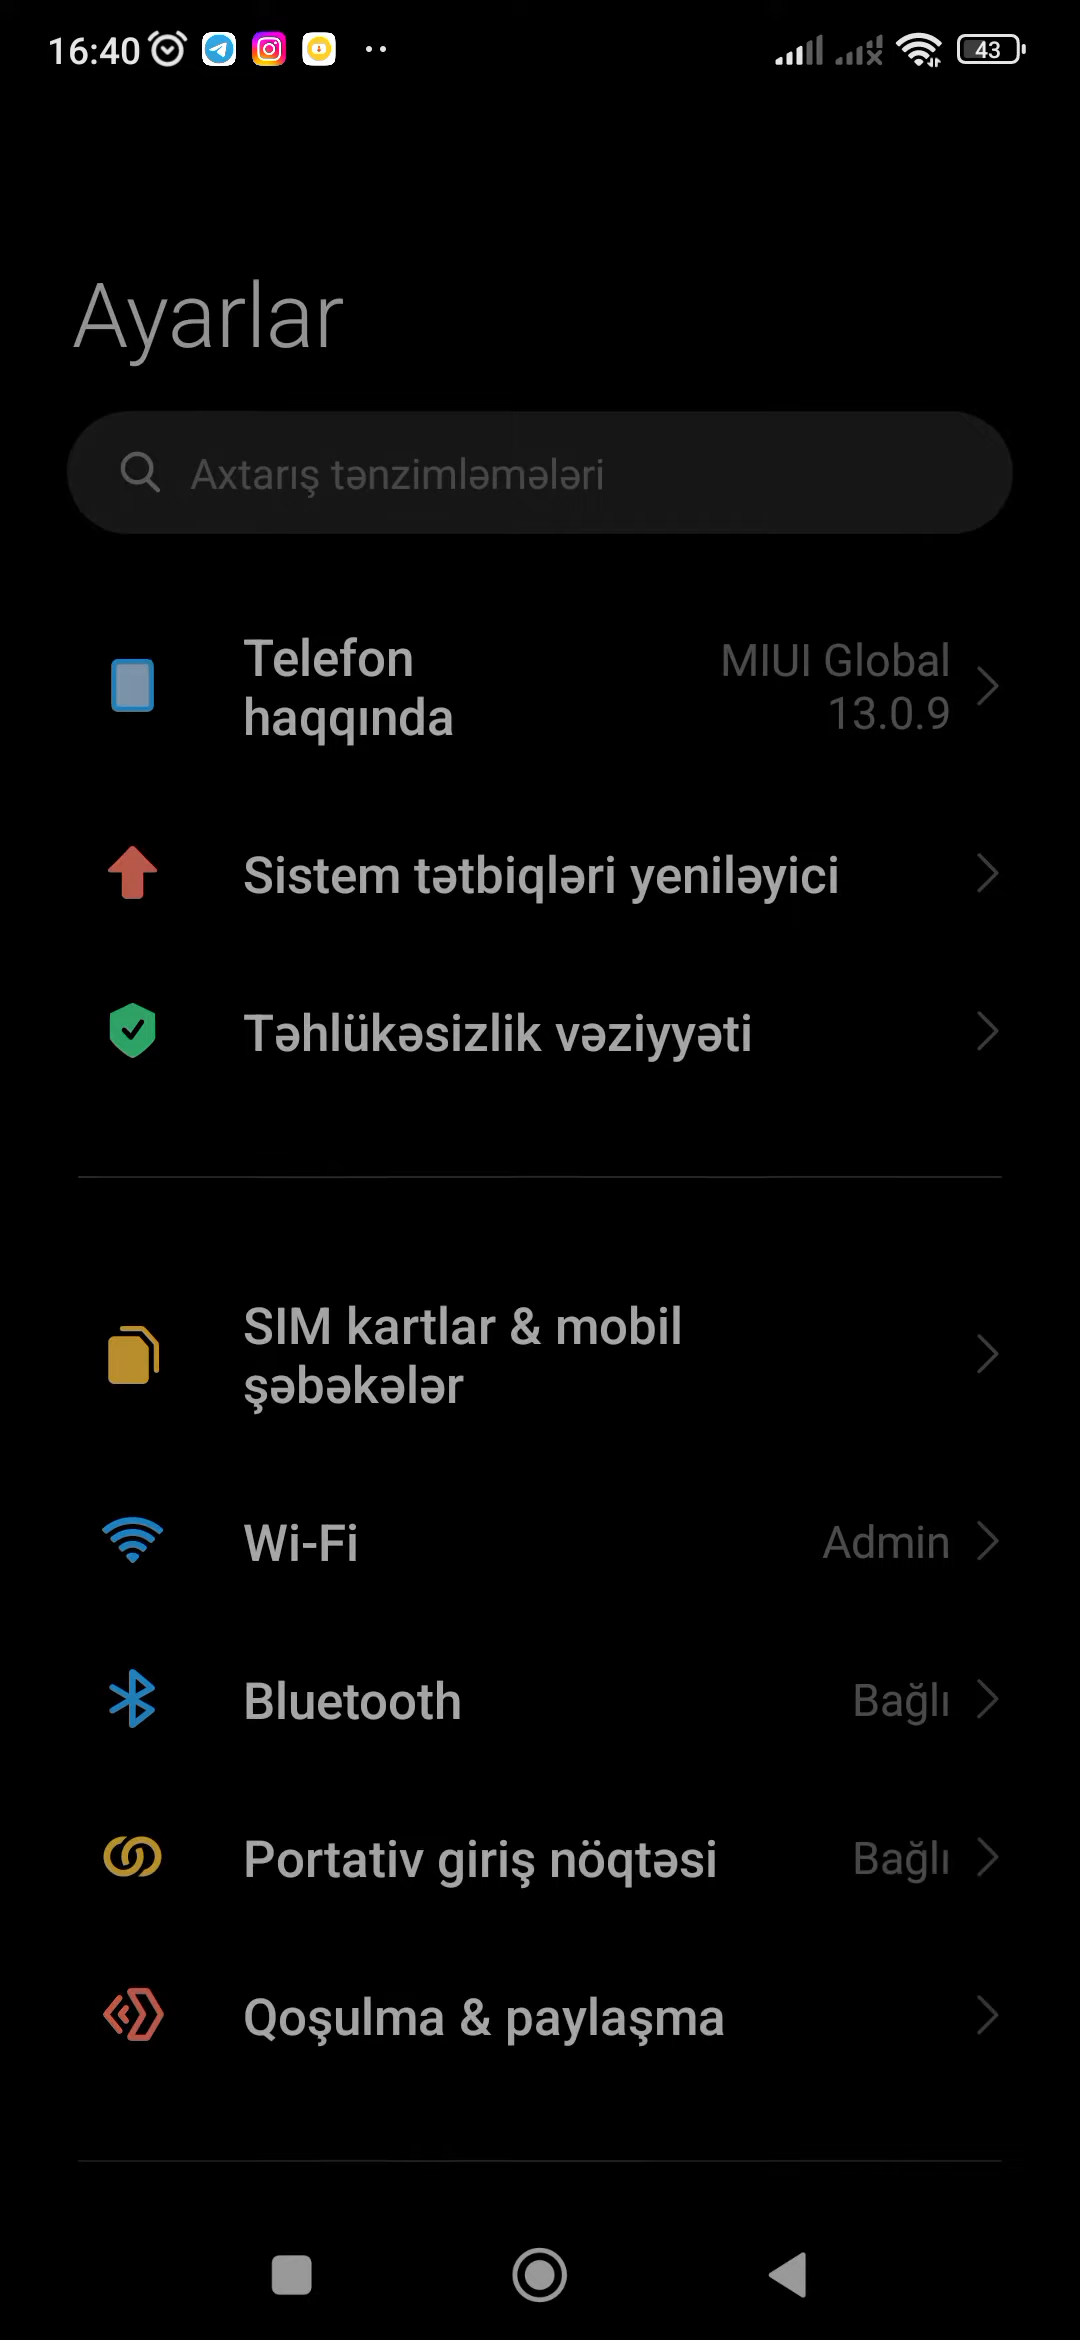 16:40
43
Ayarlar
Axtarış tənzimləmələri
Telefon
haqqında
MIUI Global
13.0.9
Sistem tətbiqləri yeniləyici
Təhlükəsizlik vəziyyəti
SIM kartlar & mobil
şəbəkələr
Wi-Fi
Admin
Bluetooth
Bağlı
Portativ giriş nöqtəsi
Bağlı
Qoşulma & paylaşma